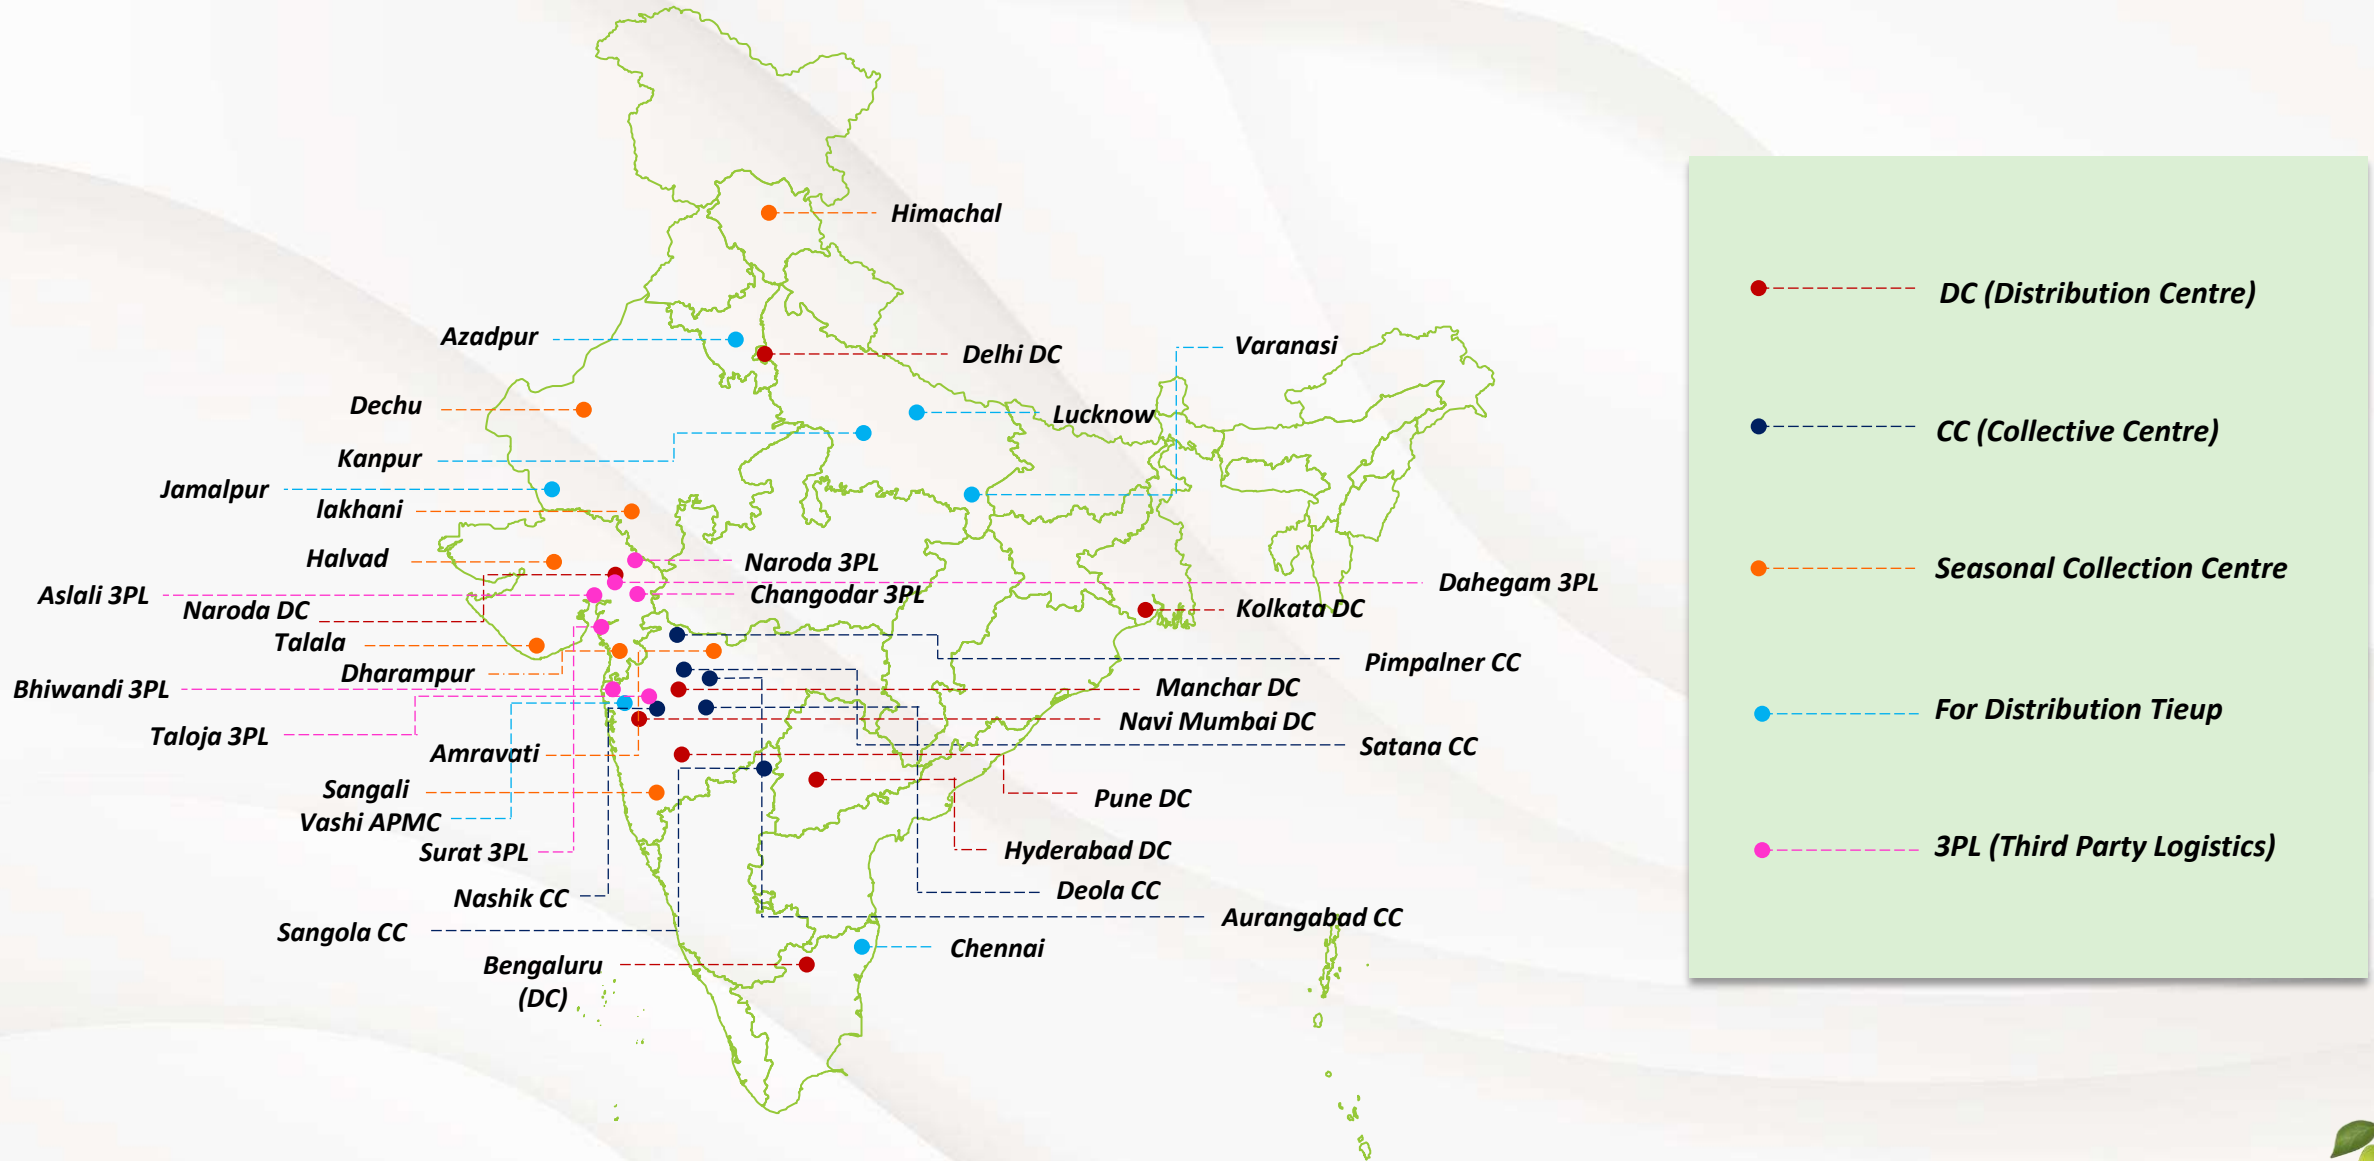 Himachal
Azadpur
Delhi DC
Varanasi
Dechu
Lucknow
Kanpur
Jamalpur
lakhani
Halvad
Naroda 3PL
Dahegam 3PL
Aslali 3PL
Changodar 3PL
Naroda DC
Kolkata DC
Talala
Pimpalner CC
Dharampur
Bhiwandi 3PL
Manchar DC
Navi Mumbai DC
Taloja 3PL
Satana CC
Amravati
Sangali
Pune DC
Vashi APMC
Surat 3PL
Hyderabad DC
Nashik CC
Deola CC
Aurangabad CC
Sangola CC
Chennai
Bengaluru
(DC)
DC (Distribution Centre)
CC (Collective Centre)
Seasonal Collection Centre
For Distribution Tieup
3PL (Third Party Logistics)